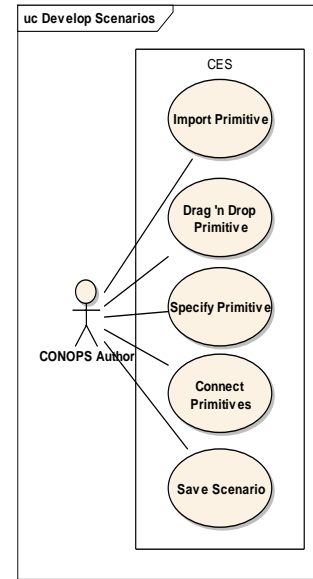 uc Develop Scenarios
CES
Import Primitive
Drag 'n Drop
Primitive
Specify Primitive
CONOPS Author
Connect
Primitives
Save Scenario